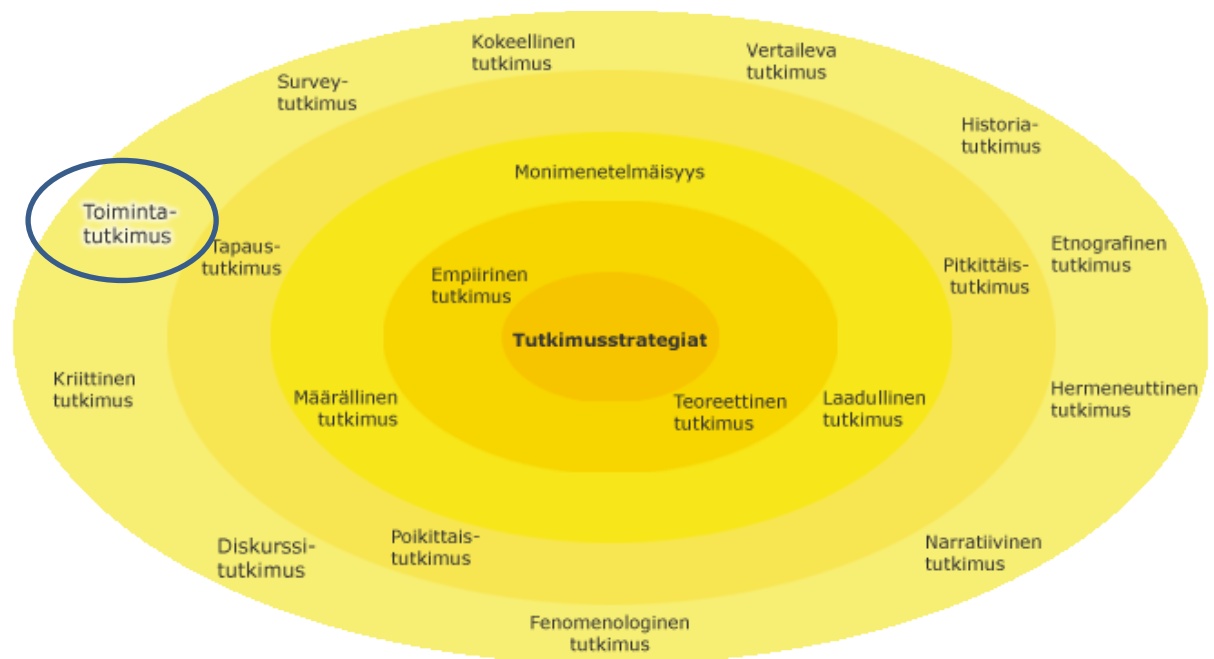 Kokeellinen
tutkimus
Vertaileva
tutkimus
Survey-
tutkimus
Historia-
tutkimus
Monimenetelmäisyys
Toiminta-
tutkimus
Tapaus-
tutkimus
Etnografinen
tutkimus
Pitkittäis-
tutkimus
Empiirinen
tutkimus
Tutkimusstrategiat
Kriittinen
tutkimus
Määrällinen
tutkimus
Teoreettinen
tutkimus
Laadullinen
tutkimus
Hermeneuttinen
tutkimus
Diskurssi-
tutkimus
Poikittais-
tutkimus
Narratiivinen
tutkimus
Fenomenologinen
tutkimus